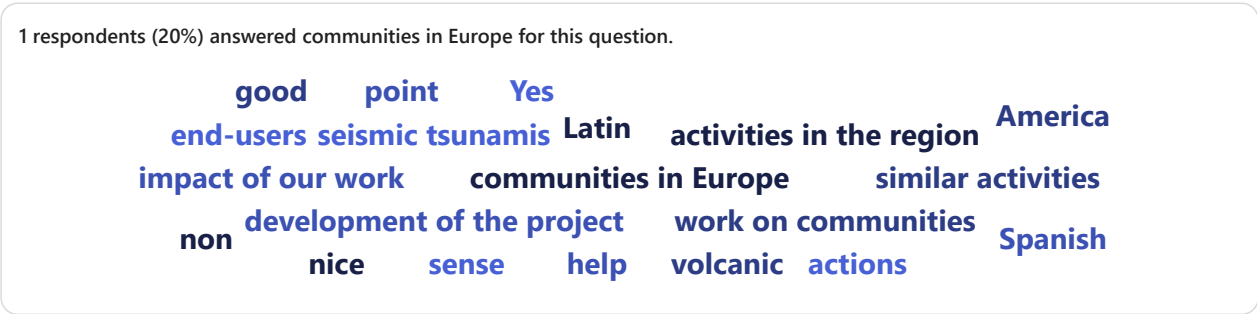 1 respondents (20%) answered communities in Europe for this question.
good point Yes
America
end-users seismic tsunamis Latin activities in the region
impact of our work communities in Europe similar activities
development of the project work on communities
non Spanish
nice sense help volcanic actions